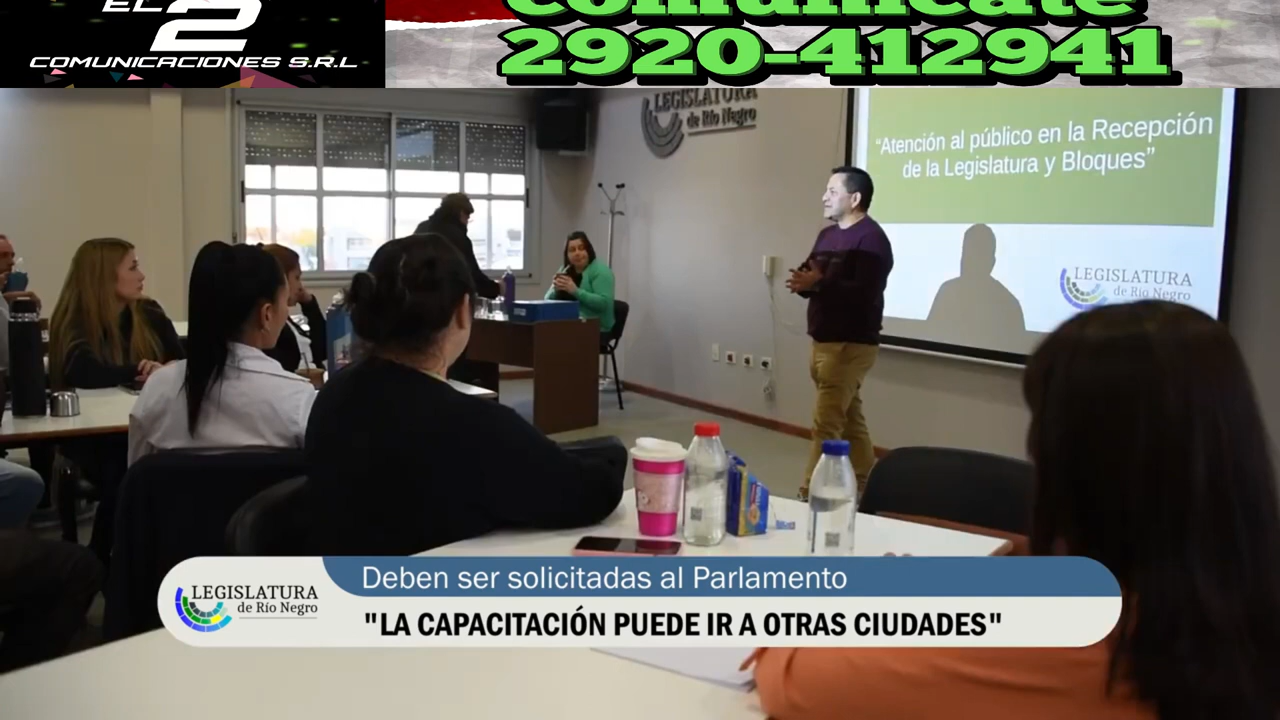 EL 2
COMUNICACIONES S.R.L
comunicate
2920-412941
LEGISLATURA
de Río Negro
“Atención al público en la Recepción
de la Legislatura y Bloques”
LEGISLATURA
de Río Negro
LEGISLATURA
de Río Negro
Deben ser solicitadas al Parlamento
"LA CAPACITACIÓN PUEDE IR A OTRAS CIUDADES"